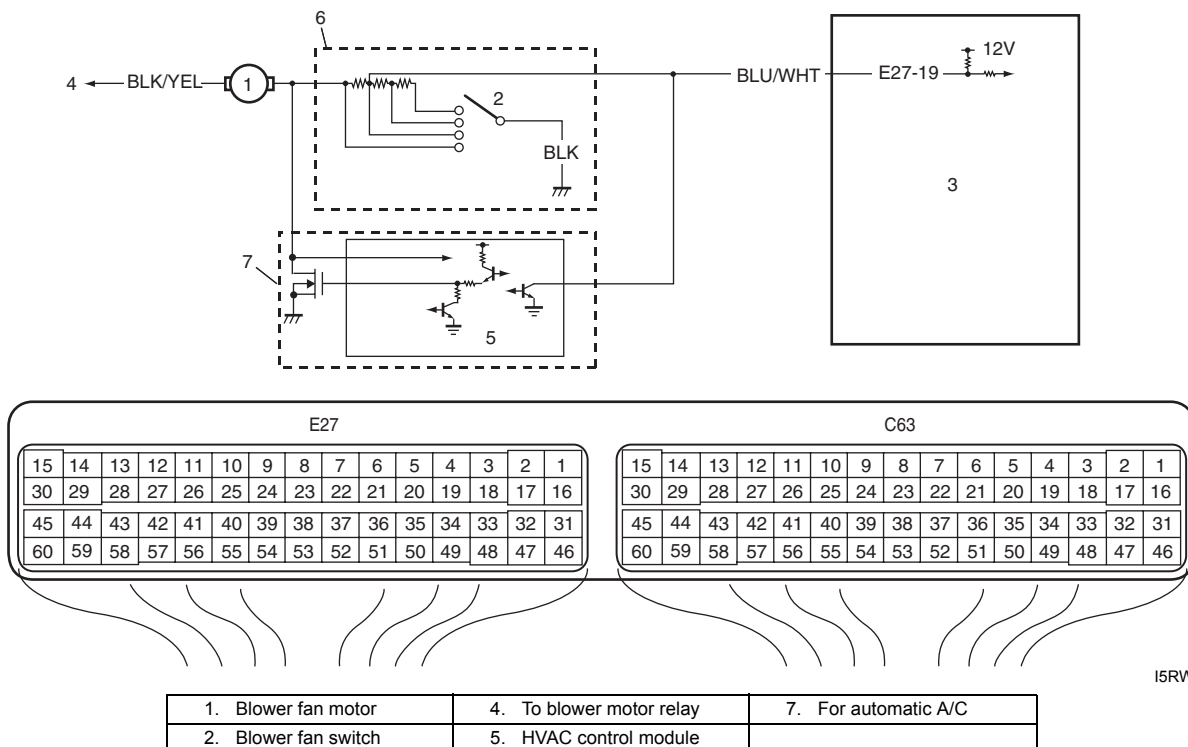 6
12V
4 BLK/YEL 1 BLU/WHT E27-19
2
BLK
3
7
5
E27 C63
15 14 13 12 11 10 9 8 7 6 5 4 3 2 1 15 14 13 12 11 10 9 8 7 6 5 4 3 2 1
30 29 28 27 26 25 24 23 22 21 20 19 18 17 16 30 29 28 27 26 25 24 23 22 21 20 19 18 17 16
45 44 43 42 41 40 39 38 37 36 35 34 33 32 31 45 44 43 42 41 40 39 38 37 36 35 34 33 32 31
60 59 58 57 56 55 54 53 52 51 50 49 48 47 46 60 59 58 57 56 55 54 53 52 51 50 49 48 47 46
I5RW
1. Blower fan motor 4. To blower motor relay 7. For automatic A/C
2. Blower fan switch 5. HVAC control module